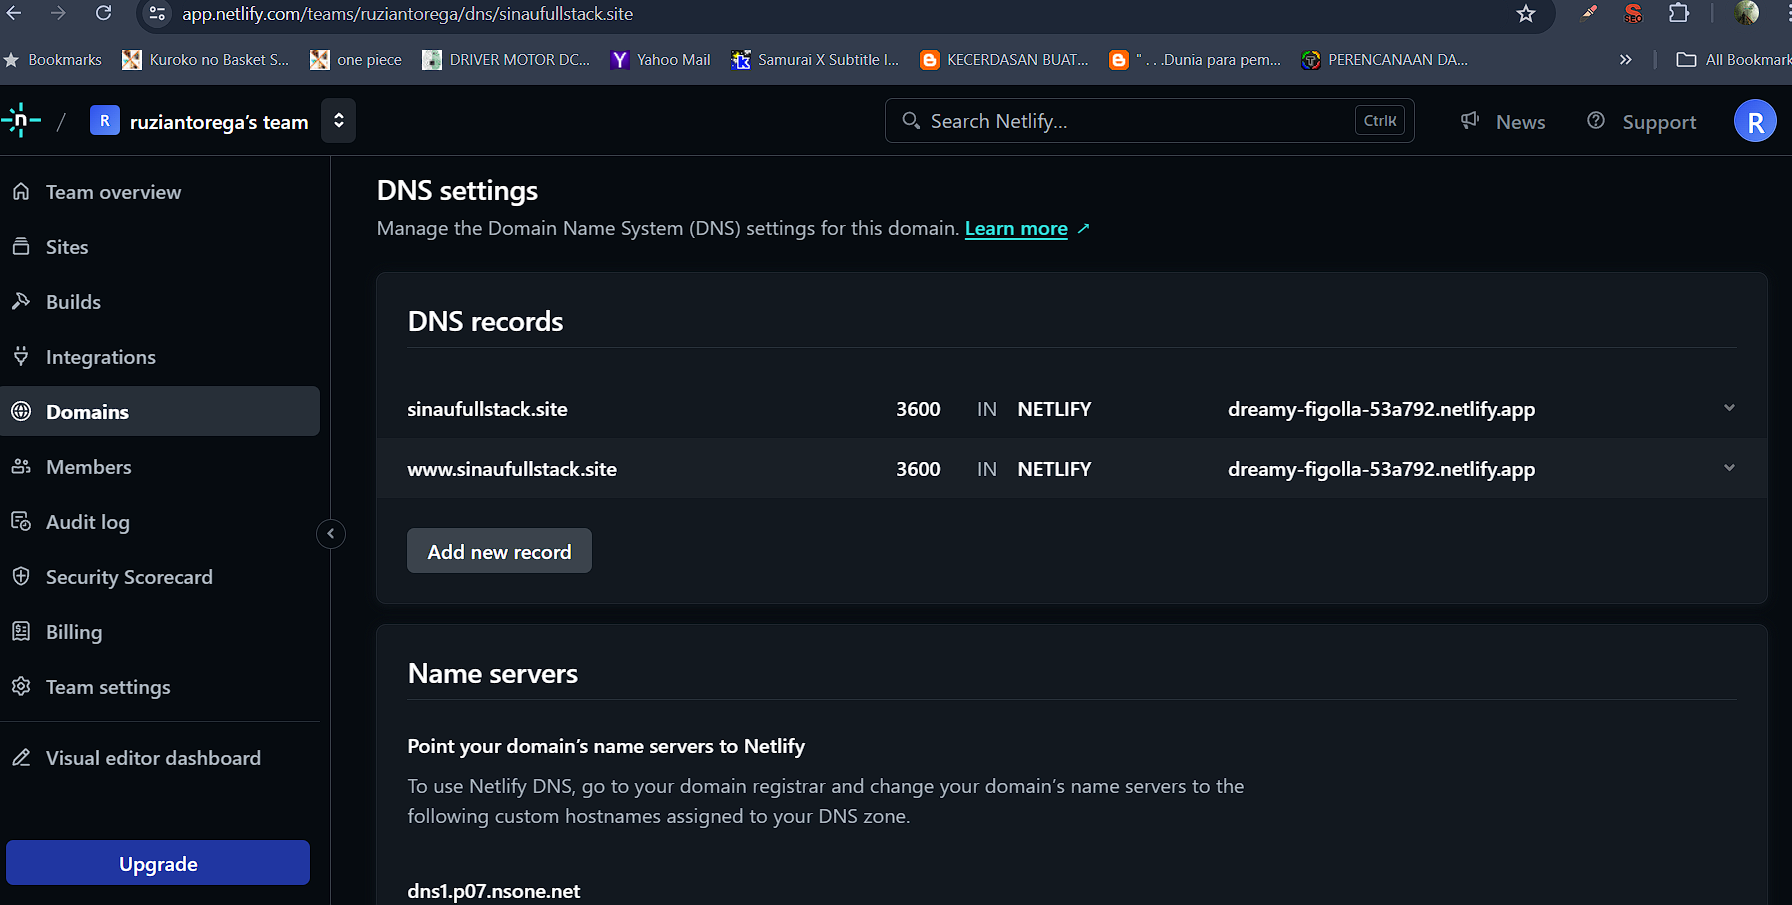 app.netlify.com/teams/ruziantorega/dns/sinaufullstack.site
SEO
Bookmarks
Kuroko no Basket S...
one piece
DRIVER MOTOR DC...
Yahoo Mail
Samurai X Subtitle I...
KECERDASAN BUAT...
" . . .Dunia para pem...
PERENCANAAN DA...
»
All Bookmark
n / R ruziantorega's team
Search Netlify...
Ctrl K
News
Support
R
Team overview
Sites
Builds
Integrations
Domains
Members
Audit log
Security Scorecard
Billing
Team settings
Visual editor dashboard
Upgrade
DNS settings
Manage the Domain Name System (DNS) settings for this domain. Learn more ↗
DNS records
sinaufullstack.site 3600 IN NETLIFY dreamy-figolla-53a792.netlify.app
www.sinaufullstack.site 3600 IN NETLIFY dreamy-figolla-53a792.netlify.app
Add new record
Name servers
Point your domain's name servers to Netlify
To use Netlify DNS, go to your domain registrar and change your domain's name servers to the
following custom hostnames assigned to your DNS zone.
dns1.p07.nsone.net